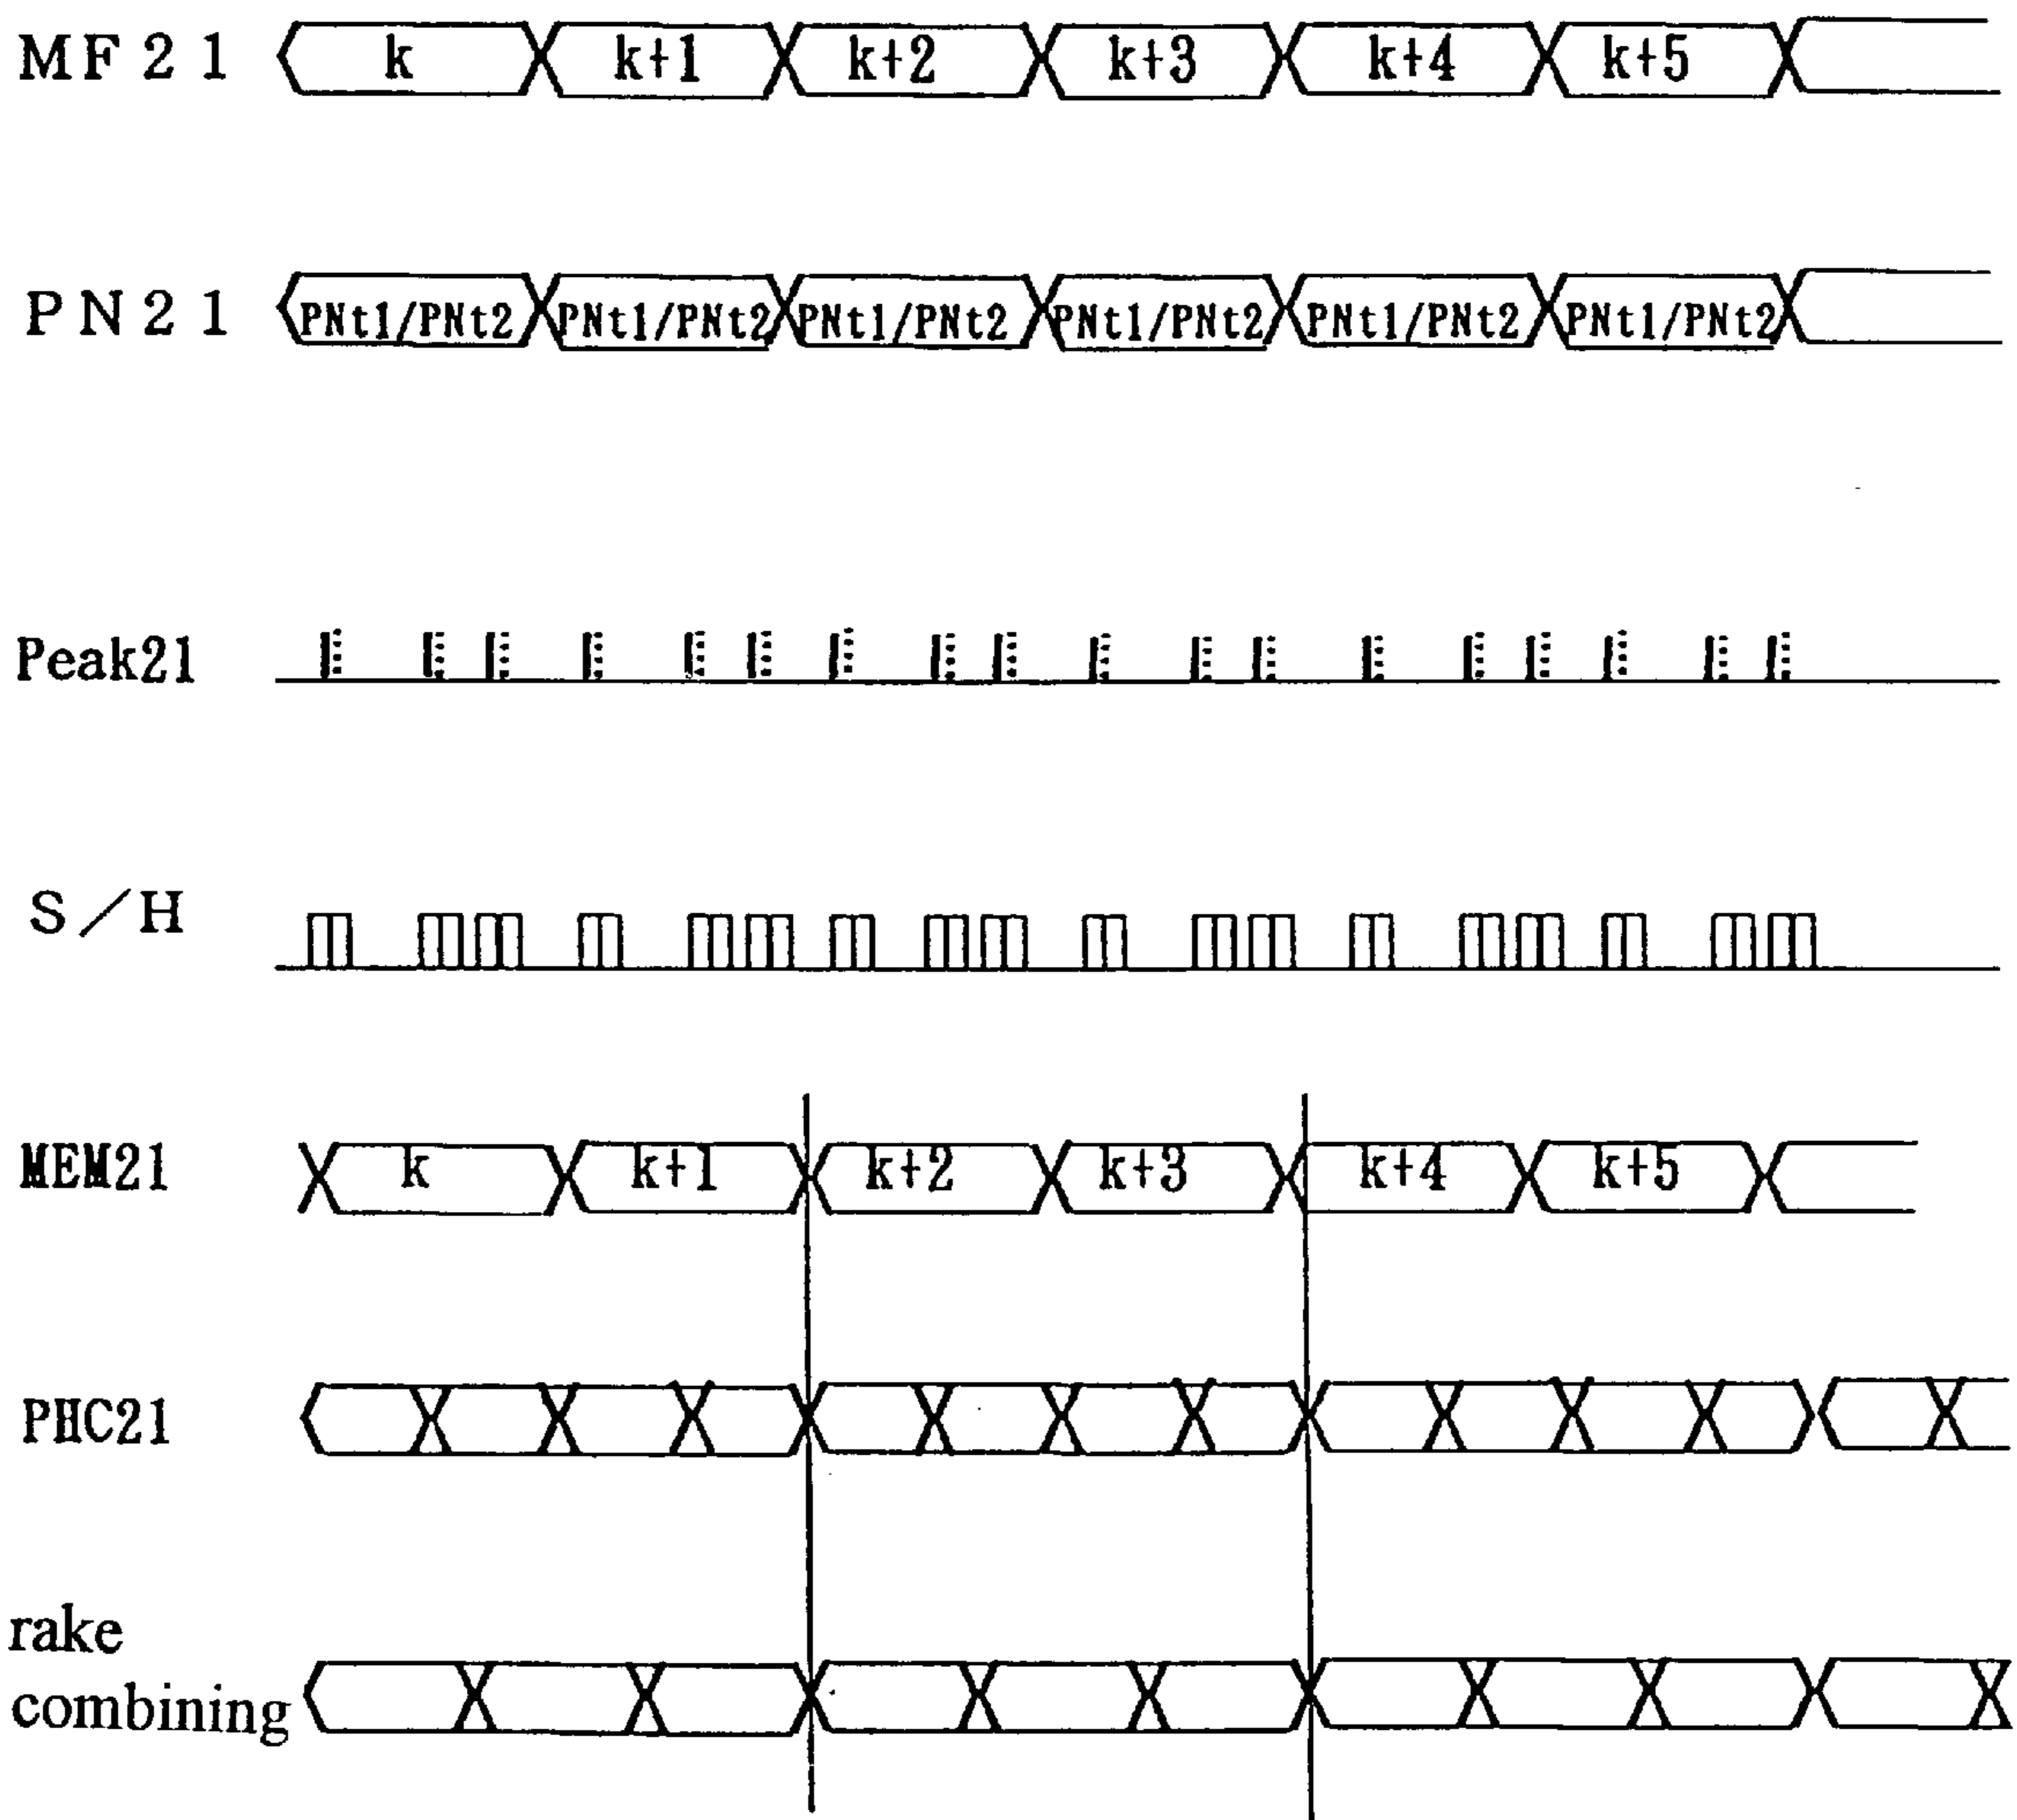 MF21 k k+1 k+2 k+3 k+4 k+5
PN21 PNt1/PNt2 PNt1/PNt2 PNt1/PNt2 PNt1/PNt2 PNt1/PNt2 PNt1/PNt2
Peak21
S/H
MEM21 k k+1 k+2 k+3 k+4 k+5
PHC21
rake
combining